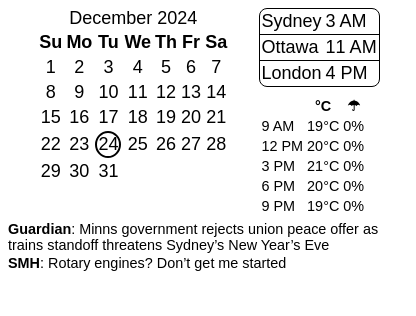 December 2024
Su Mo Tu We Th Fr Sa
1 2 3 4 5 6 7
8 9 10 11 12 13 14
15 16 17 18 19 20 21
22 23 24 25 26 27 28
29 30 31
Sydney 3 AM
Ottawa 11 AM
London 4 PM
°C ☂
9 AM 19°C 0%
12 PM 20°C 0%
3 PM 21°C 0%
6 PM 20°C 0%
9 PM 19°C 0%
Guardian: Minns government rejects union peace offer as
trains standoff threatens Sydney’s New Year’s Eve
SMH: Rotary engines? Don’t get me started